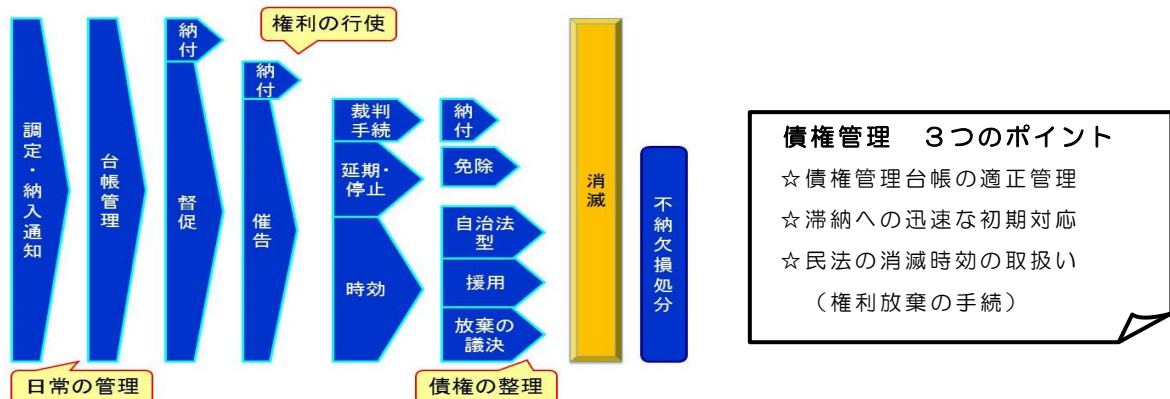 権利の行使
調定・納入通知
台帳管理
納付
督促
納付
催告
裁判
手続
延期・
停止
時効
納付
免除
自治法
型
援用
放棄の
議決
消滅
不納欠損処分
日常の管理
債権の整理
債権管理　３つのポイント
☆債権管理台帳の適正管理
☆滞納への迅速な初期対応
☆民法の消滅時効の取扱い
（権利放棄の手続）